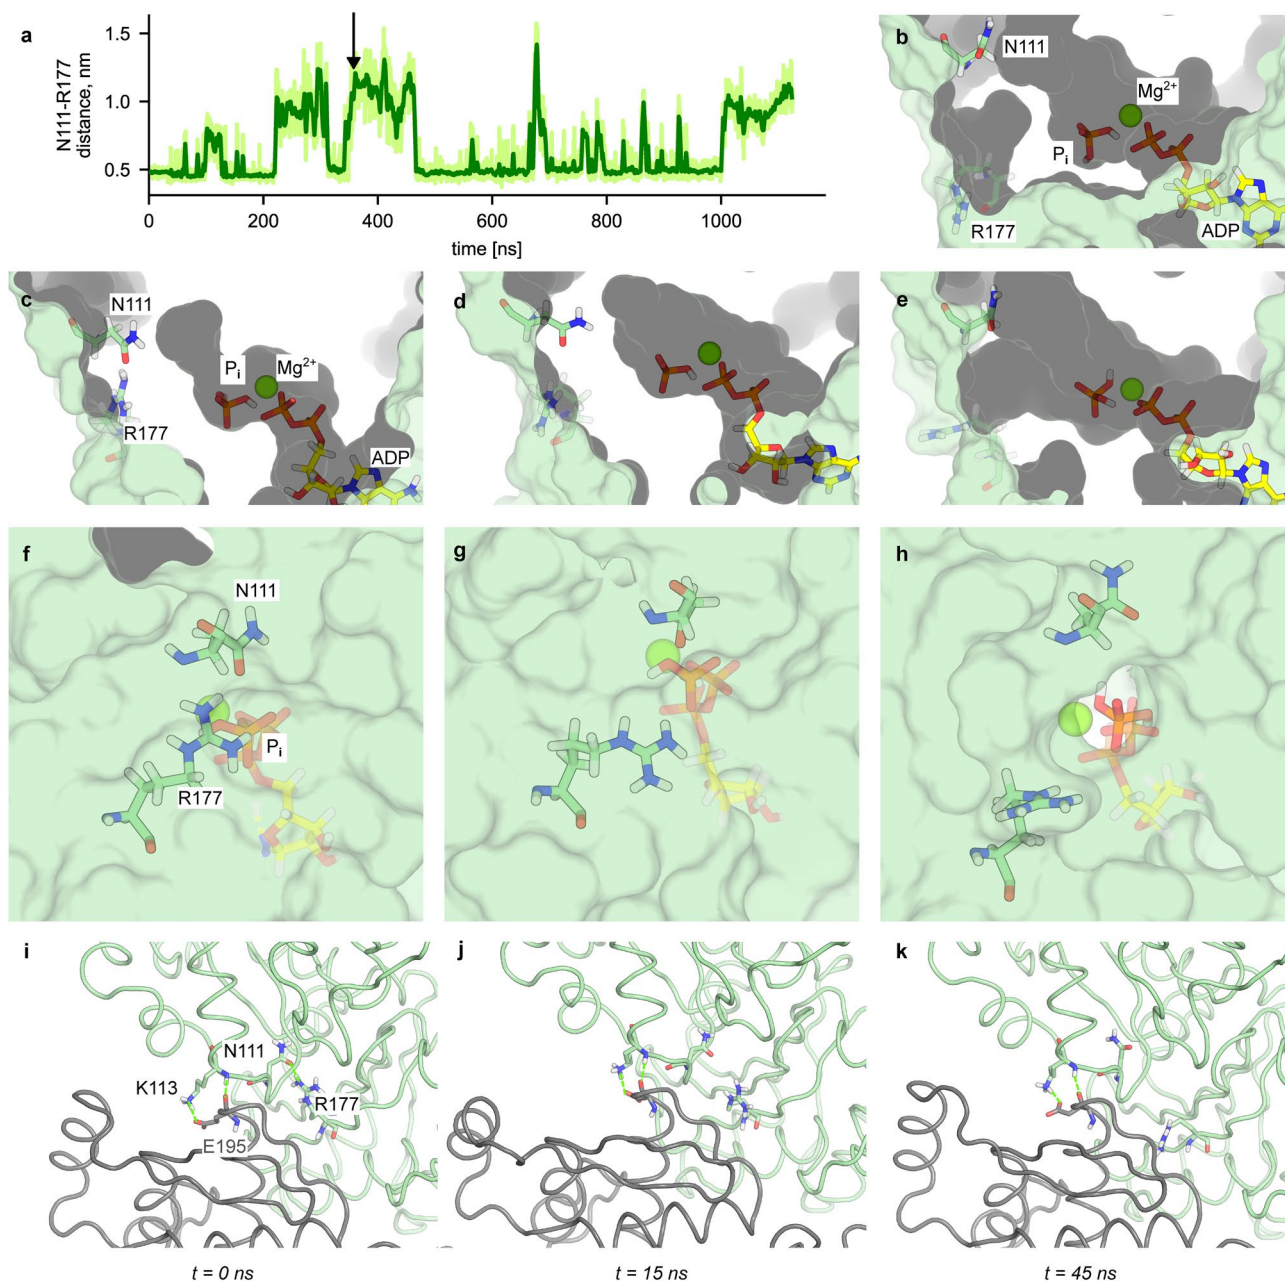 a
N111-R177
distance, nm
1.5
1.0
0.5
0
200
400
600
800
1000
time [ns]
b
N111
Mg²⁺
Pᵢ
R177
ADP
c
N111
Pᵢ
Mg²⁺
R177
ADP
d
e
f
N111
Pᵢ
R177
g
h
i
N111
K113
R177
E195
j
k
t = 0 ns
t = 15 ns
t = 45 ns